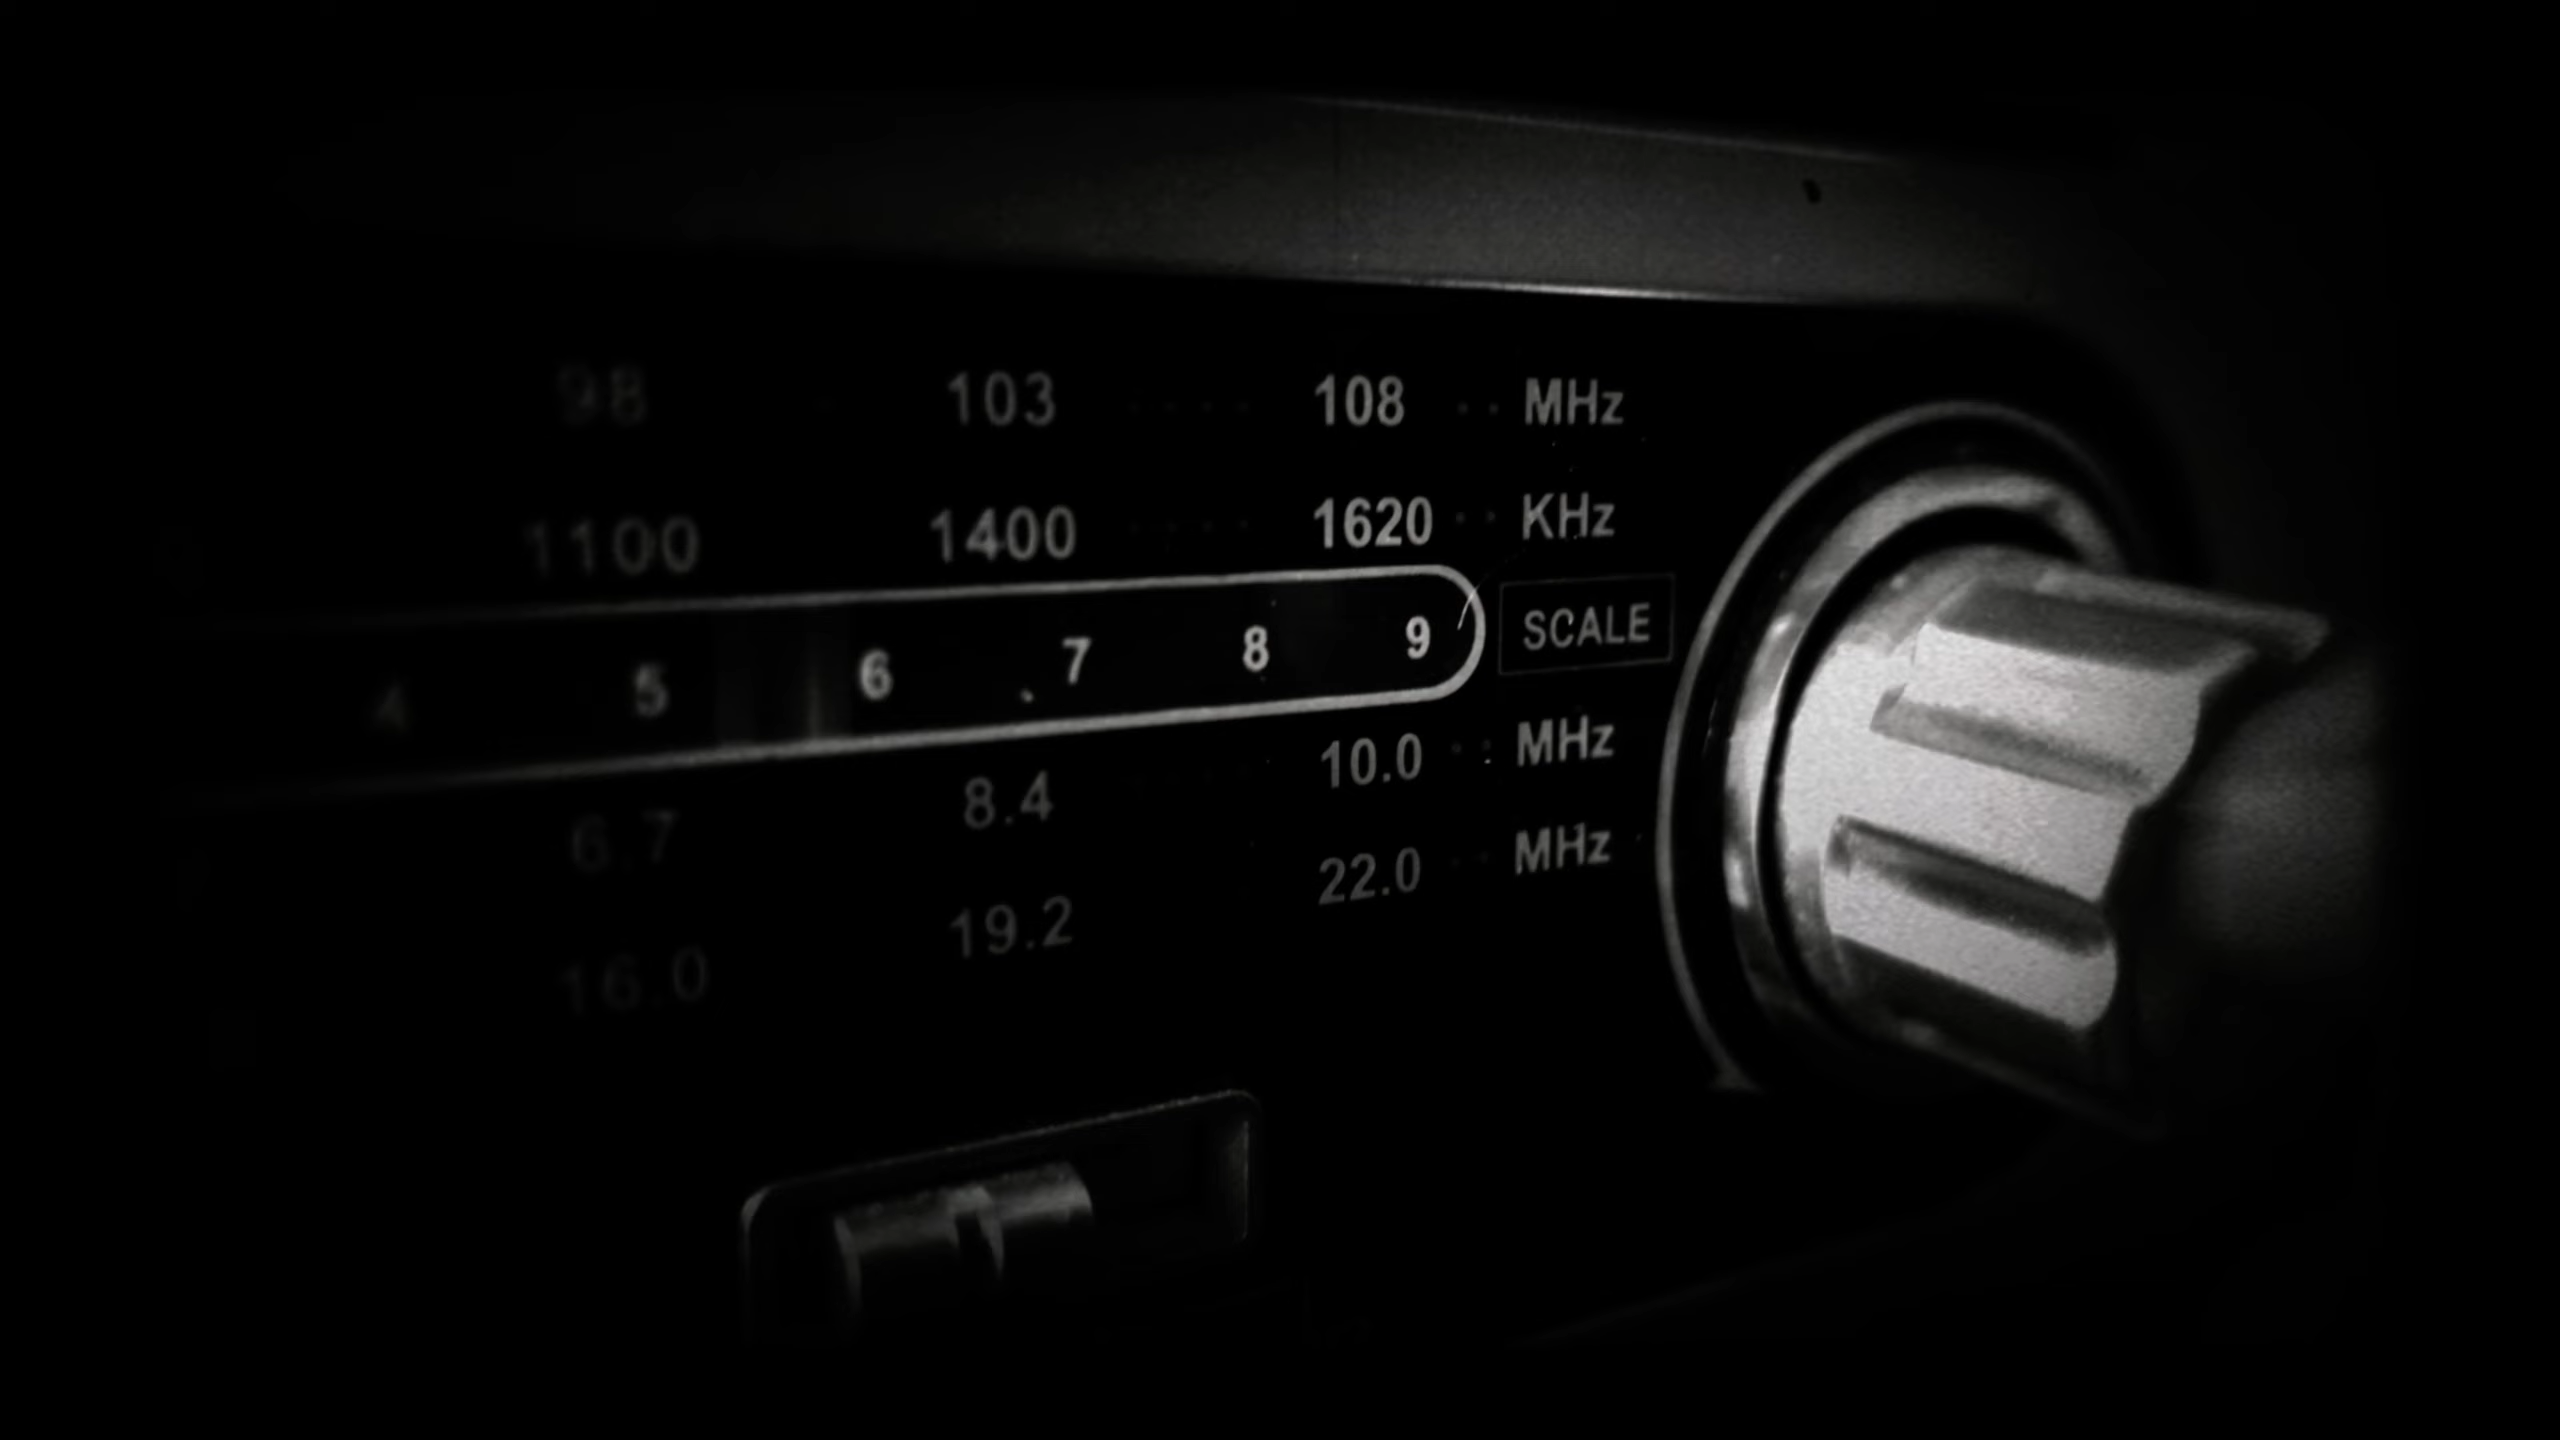 98 103 108 MHz
1100 1400 1620 KHz
4 5 6 7 8 9 SCALE
6.7 8.4 10.0 MHz
16.0 19.2 22.0 MHz